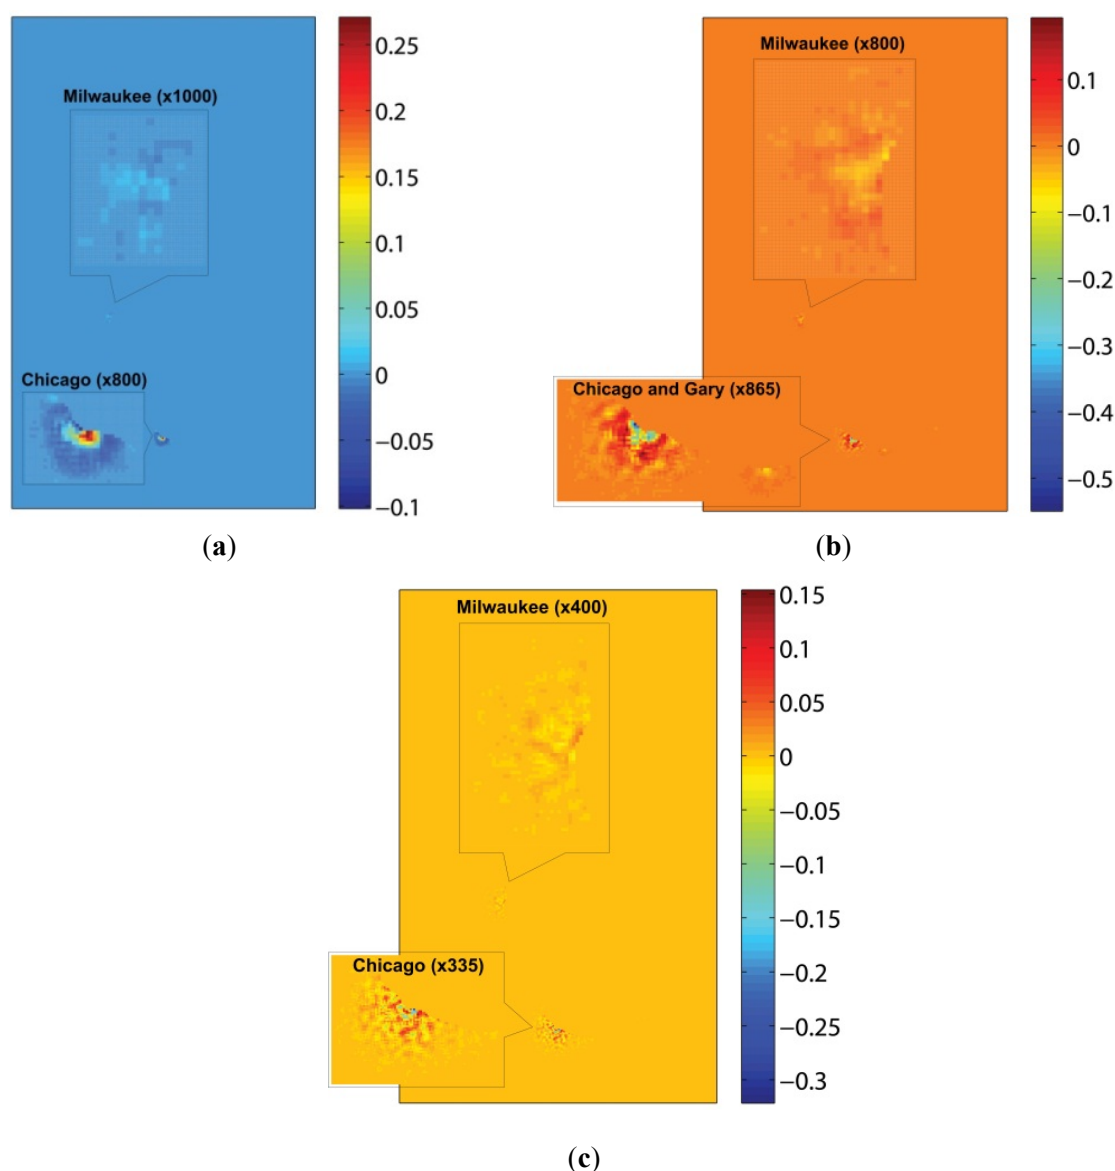 Milwaukee (x1000)
Chicago (x800)
0.25
0.2
0.15
0.1
0.05
0
−0.05
−0.1
(a)
Milwaukee (x800)
Chicago and Gary (x865)
0.1
0
−0.1
−0.2
−0.3
−0.4
−0.5
(b)
Milwaukee (x400)
Chicago (x335)
0.15
0.1
0.05
0
−0.05
−0.1
−0.15
−0.2
−0.25
−0.3
(c)